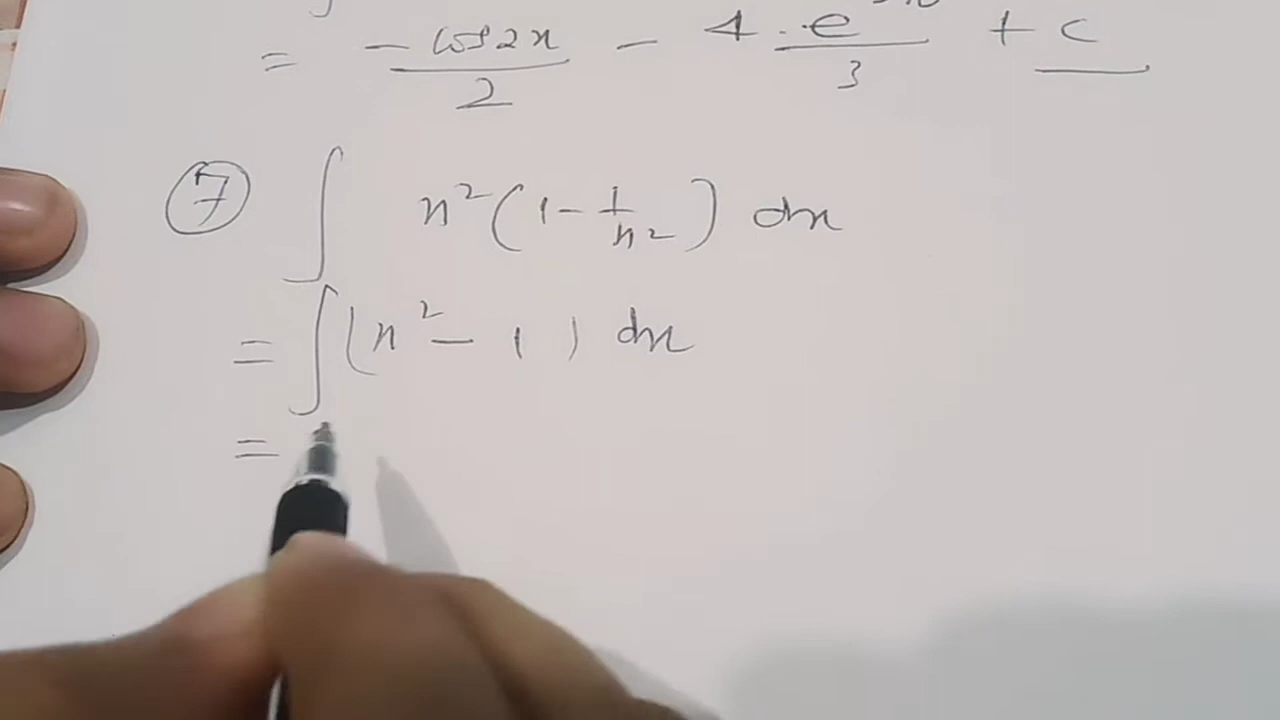 = -cos2x/2 - 4.e/3 + c
⑦ ∫ x²(1 - 1/x²) dx
= ∫(x² - 1) dx
=